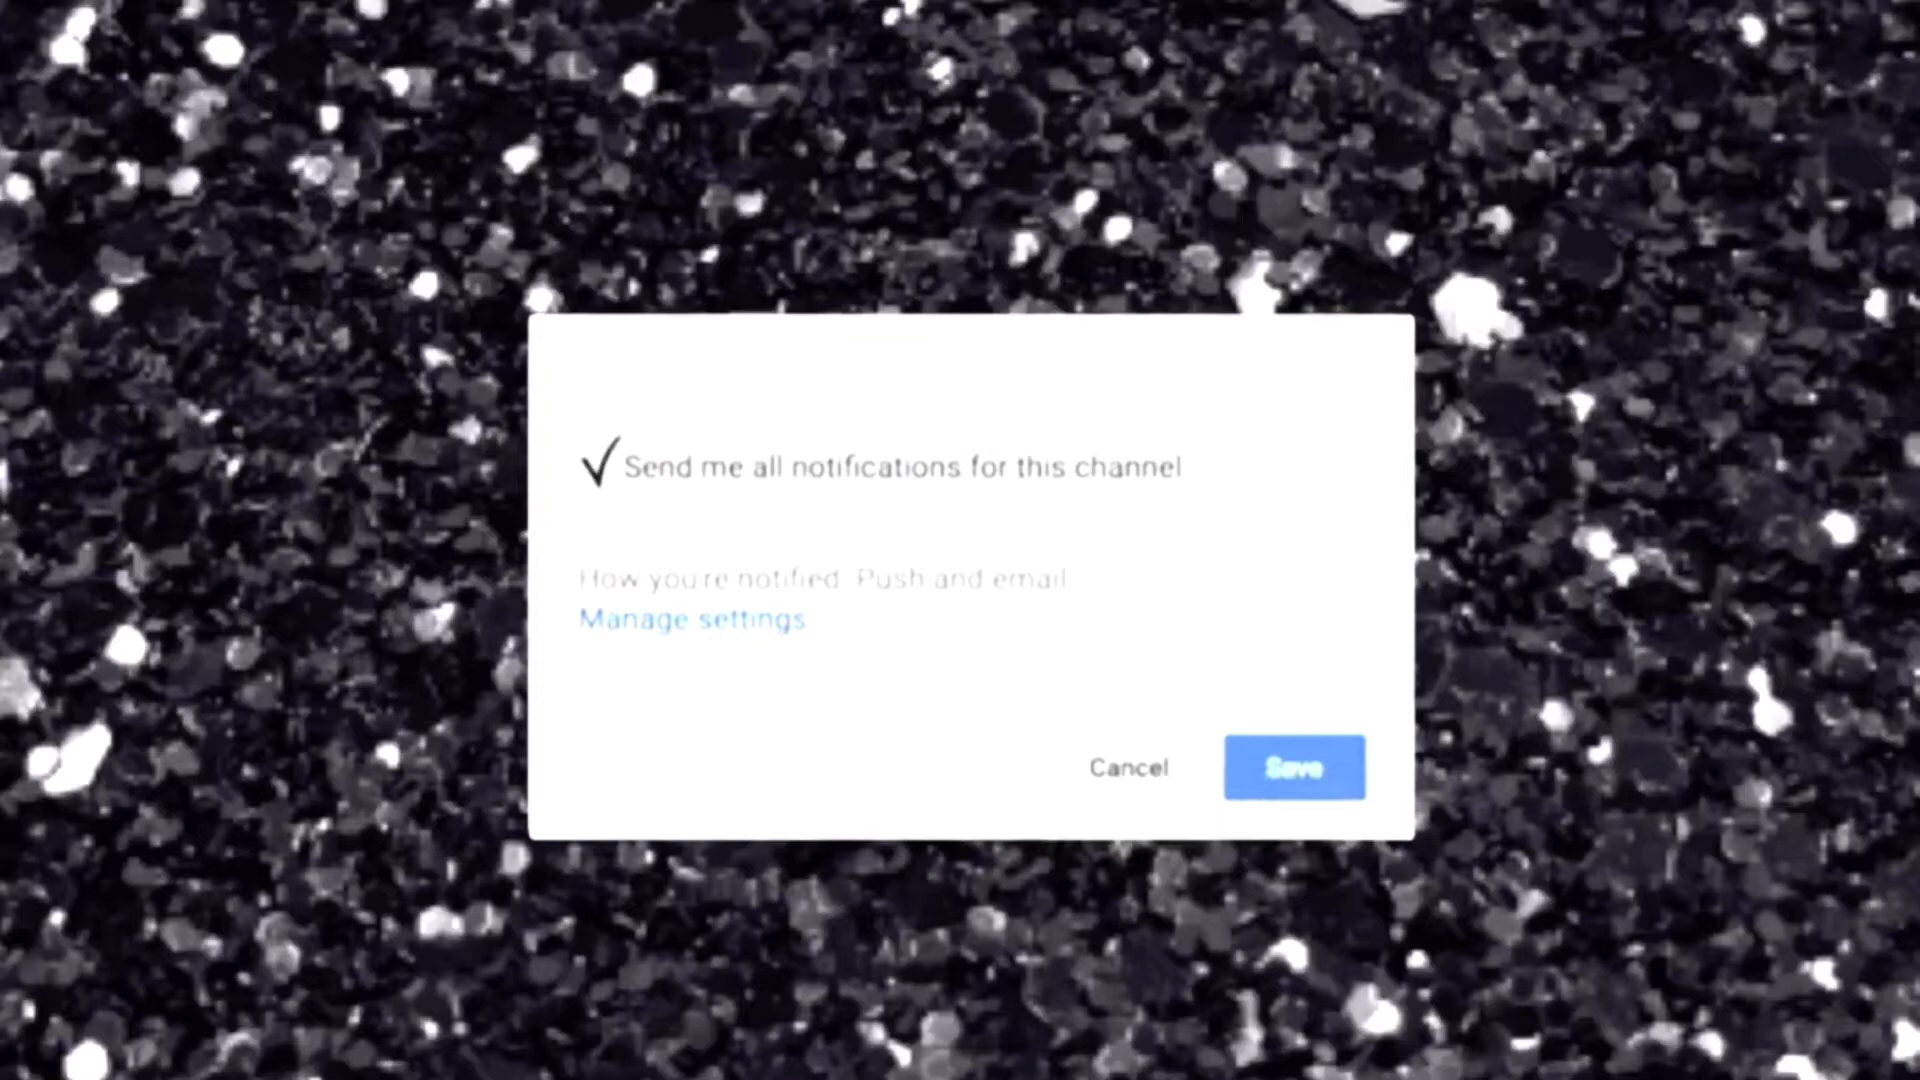 Send me all notifications for this channel
How you're notified: Push and email
Manage settings
Cancel
Save